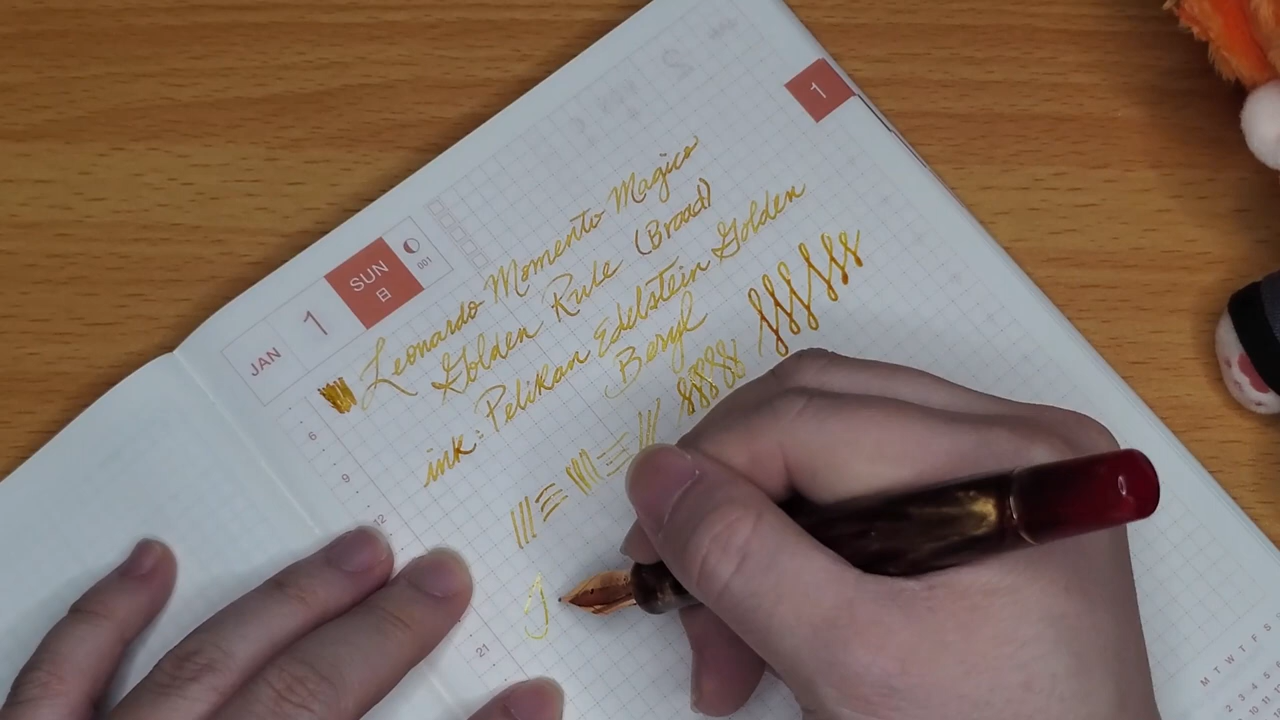 JAN 1 SUN 日 001
1
Leonardo Momento Magico
Golden Rule (Broad)
ink: Pelikan Edelstein Golden
Beryl
6
9
12
21
M T W T F S